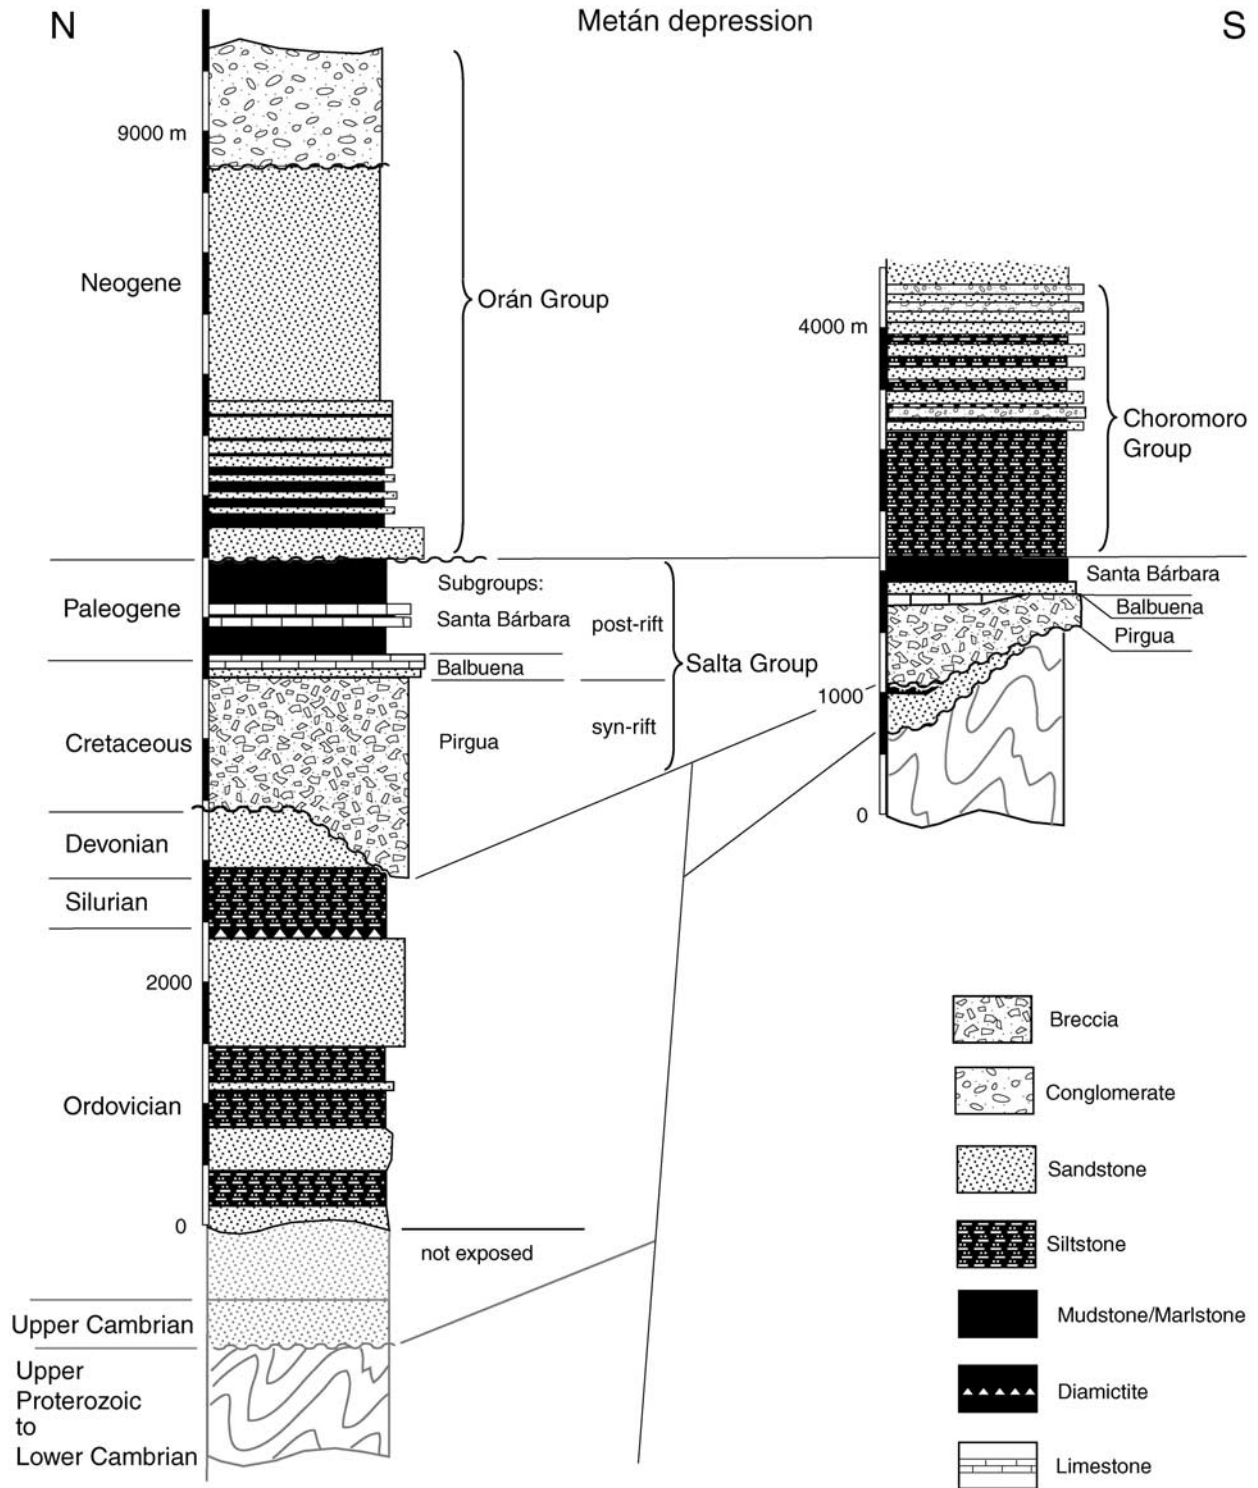 N
Metán depression
S
9000 m
Neogene
Orán Group
4000 m
Choromoro
Group
Paleogene
Subgroups:
Santa Bárbara
post-rift
Salta Group
Santa Bárbara
Balbuena
Pirgua
Balbuena
1000
Cretaceous
Pirgua
syn-rift
0
Devonian
Silurian
2000
Ordovician
0
not exposed
Upper Cambrian
Upper
Proterozoic
to
Lower Cambrian
Breccia
Conglomerate
Sandstone
Siltstone
Mudstone/Marlstone
Diamictite
Limestone